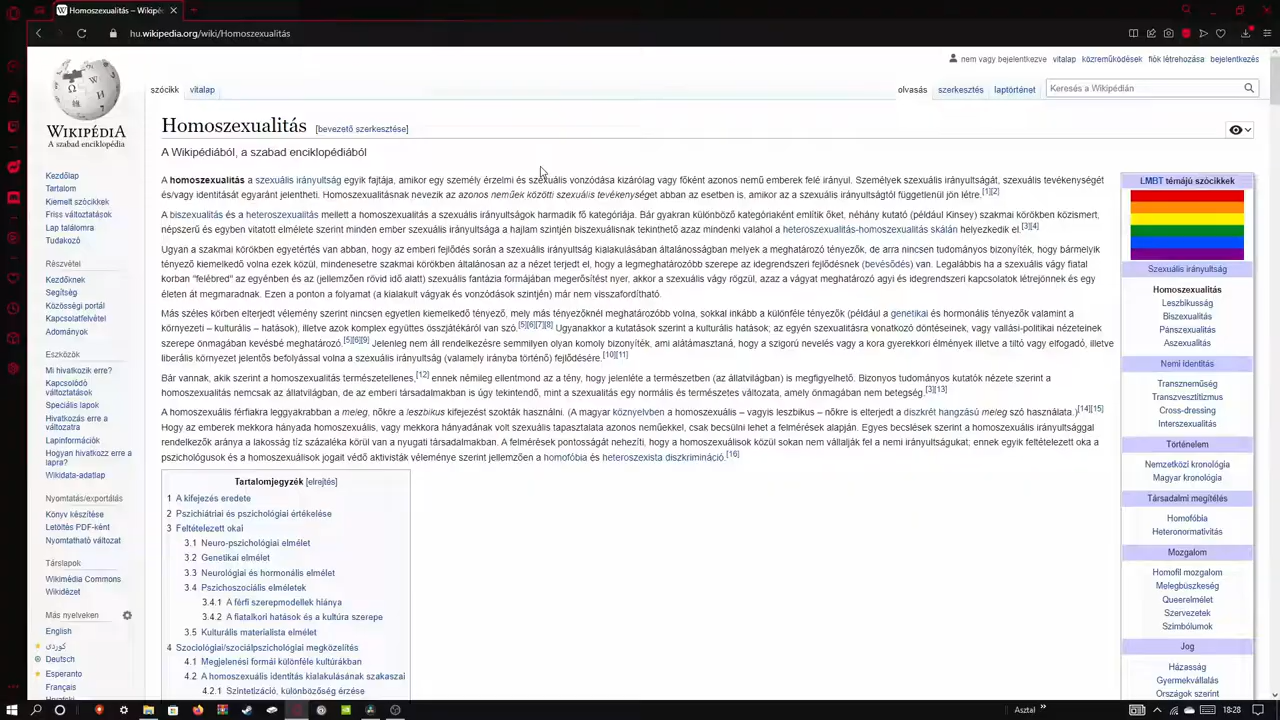 Homoszexualitás – Wikipédi
hu.wikipedia.org/wiki/Homoszexualitás
nem vagy bejelentkezve vitalap közreműködések fiók létrehozása bejelentkezés
szócikk vitalap olvasás szerkesztés laptörténet Keresés a Wikipédián
WIKIPÉDIA
A szabad enciklopédia
Kezdőlap
Tartalom
Kiemelt szócikkek
Friss változtatások
Lap találomra
Tudakozó
Részvétel
Kezdőknek
Segítség
Közösségi portál
Kapcsolatfelvétel
Adományok
Eszközök
Mi hivatkozik erre?
Kapcsolódó
változtatások
Speciális lapok
Hivatkozás erre a
változatra
Lapinformációk
Hogyan hivatkozz erre a
lapra?
Wikidata-adatlap
Nyomtatás/exportálás
Könyv készítése
Letöltés PDF-ként
Nyomtatható változat
Társlapok
Wikimédia Commons
Wikidézet
Más nyelveken
English
کوردی
Deutsch
Esperanto
Français
Hrvatski
Homoszexualitás [bevezető szerkesztése]
A Wikipédiából, a szabad enciklopédiából
A homoszexualitás a szexuális irányultság egyik fajtája, amikor egy személy érzelmi és szexuális vonzódása kizárólag vagy főként azonos nemű emberek felé irányul. Személyek szexuális irányultságát, szexuális tevékenységét
és/vagy identitását egyaránt jelentheti. Homoszexualitásnak nevezik az azonos neműek közötti szexuális tevékenységet abban az esetben is, amikor az a szexuális irányultságtól függetlenül jön létre.[1][2]
A biszexualitás és a heteroszexualitás mellett a homoszexualitás a szexuális irányultságok harmadik fő kategóriája. Bár gyakran különböző kategóriaként említik őket, néhány kutató (például Kinsey) szakmai körökben közismert,
népszerű és egyben vitatott elmélete szerint minden ember szexualitása a hajlam szintjén biszexuálisnak tekinthető azaz mindenki valahol a heteroszexualitás-homoszexualitás skálán helyezkedik el.[3][4]
Ugyan a szakmai körökben egyetértés van abban, hogy az emberi fejlődés során a szexuális irányultság kialakulásában általánosságban melyek a meghatározó tényezők, de arra nincsen tudományos bizonyíték, hogy bármelyik
tényező kiemelkedő volna ezek közül, mindenesetre szakmai körökben általánosan az a nézet terjedt el, hogy a legmeghatározóbb szerepe az idegrendszeri fejlődésnek (bevésődés) van. Legalábbis ha a szexuális vágy fiatal
korban "felébred" az egyénben és az (jellemzően rövid idő alatt) szexuális fantázia formájában megerősítést nyer, akkor a szexuális vágy rögzül, azaz a vágyat meghatározó agyi és idegrendszeri kapcsolatok létrejönnek és egy
életen át megmaradnak. Ezen a ponton a folyamat (a kialakult vágyak és vonzódások szintjén) már nem visszafordítható.
Más széles körben elterjedt vélemény szerint nincsen egyetlen kiemelkedő tényező, mely más tényezőknél meghatározóbb volna, sokkal inkább a különféle tényezők (például a genetikai és hormonális tényezők valamint a
környezeti – kulturális – hatások), illetve azok komplex együttes összjátékáról van szó.[5][6][7][8] Ugyanakkor a kutatások szerint a kulturális hatások; az egyén szexualitásra vonatkozó döntéseinek, vagy vallási-politikai nézeteinek
szerepe önmagában kevésbé meghatározó.[5][6][9] Jelenleg nem áll rendelkezésre semmilyen olyan komoly bizonyíték, ami alátámasztaná, hogy a szigorú nevelés vagy a kora gyerekkori élmények illetve a tiltó vagy elfogadó, illetve
liberális környezet jelentős befolyással volna a szexuális irányultság (valamely irányba történő) fejlődésére.[10][11]
Bár vannak, akik szerint a homoszexualitás természetellenes,[12] ennek némileg ellentmond az a tény, hogy jelenléte a természetben (az állatvilágban) is megfigyelhető. Bizonyos tudományos kutatók nézete szerint a
homoszexualitás nemcsak az állatvilágban, de az emberi társadalmakban is úgy tekintendő, mint a szexualitás egy normális és természetes változata, amely önmagában nem betegség.[3][13]
A homoszexuális férfiakra leggyakrabban a meleg, nőkre a leszbikus kifejezést szokták használni. (A magyar köznyelvben a homoszexuális – vagyis leszbikus – nőkre is elterjedt a diszkrét hangzású meleg szó használata.)[14][15]
Hogy az emberek mekkora hányada homoszexuális, vagy mekkora hányadának volt szexuális tapasztalata azonos neműekkel, csak becsülni lehet a felmérések alapján. Egyes becslések szerint a homoszexuális irányultsággal
rendelkezők aránya a lakosság tíz százaléka körül van a nyugati társadalmakban. A felmérések pontosságát nehezíti, hogy a homoszexuálisok közül sokan nem vállalják fel a nemi irányultságukat; ennek egyik feltételezett oka a
pszichológusok és a homoszexuálisok jogait védő aktivisták véleménye szerint jellemzően a homofóbia és heteroszexista diszkrimináció.[16]
Tartalomjegyzék [elrejtés]
1 A kifejezés eredete
2 Pszichiátriai és pszichológiai értékelése
3 Feltételezett okai
3.1 Neuro-pszichológiai elmélet
3.2 Genetikai elmélet
3.3 Neurológiai és hormonális elmélet
3.4 Pszichoszociális elméletek
3.4.1 A férfi szerepmodellek hiánya
3.4.2 A fiatalkori hatások és a kultúra szerepe
3.5 Kulturális materialista elmélet
4 Szociológiai/szociálpszichológiai megközelítés
4.1 Megjelenési formái különféle kultúrákban
4.2 A homoszexuális identitás kialakulásának szakaszai
4.2.1 Szintetizáció, különbözőség érzése
LMBT témájú szócikkek
Szexuális irányultság
Homoszexualitás
Leszbikusság
Biszexualitás
Pánszexualitás
Aszexualitás
Nemi identitás
Transzneműség
Transzvesztitizmus
Cross-dressing
Interszexualitás
Történelem
Nemzetközi kronológia
Magyar kronológia
Társadalmi megítélés
Homofóbia
Heteronormativitás
Mozgalom
Homofil mozgalom
Melegbüszkeség
Queerelmélet
Szervezetek
Szimbólumok
Jog
Házasság
Gyermekvállalás
Országok szerint
Asztal 18:28